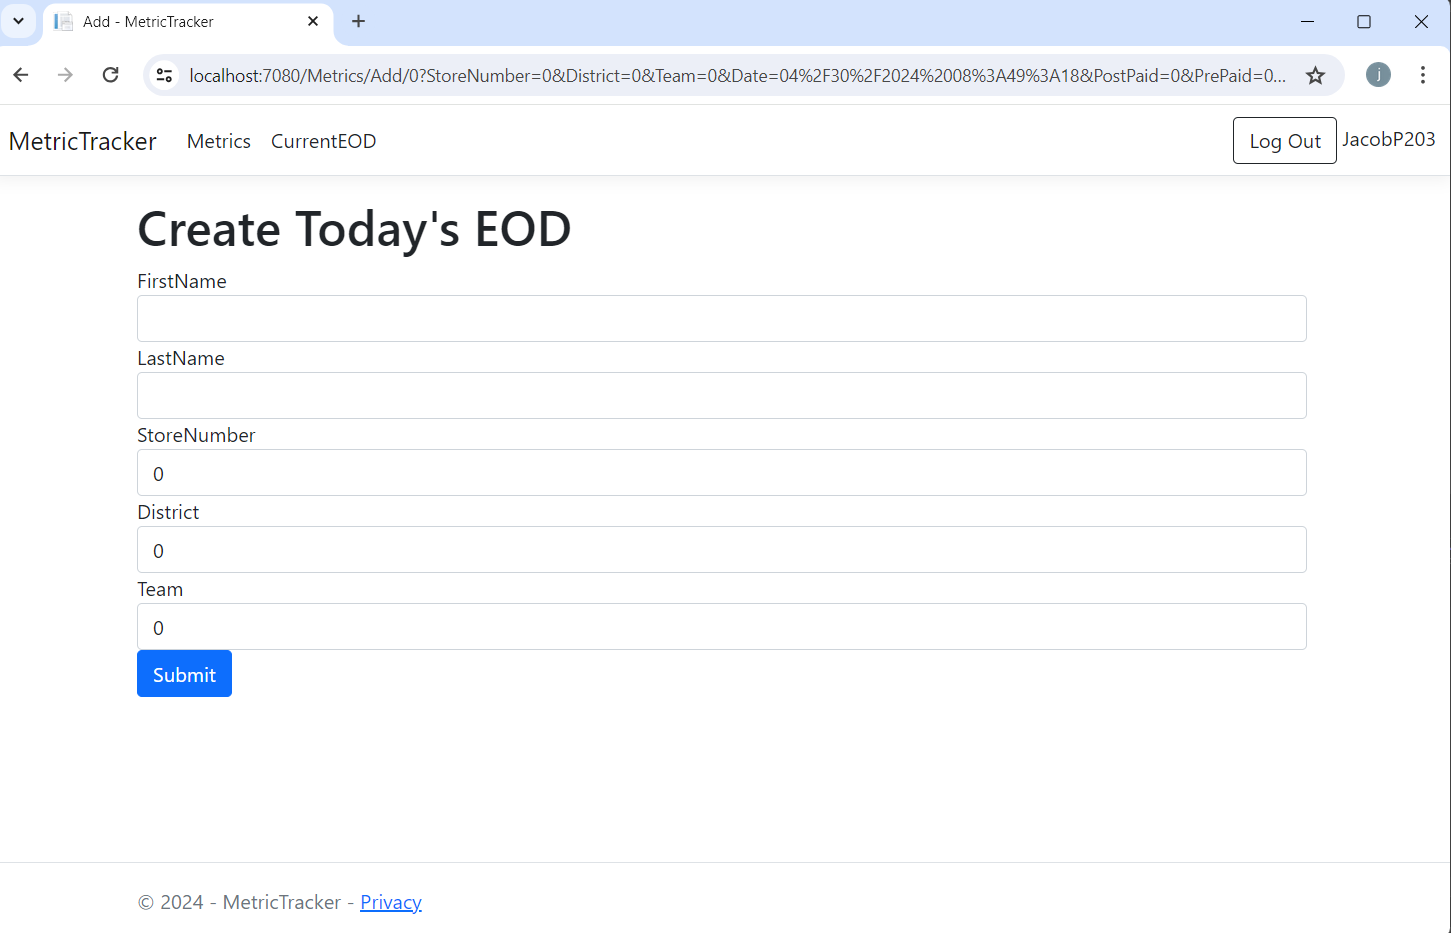 Add - MetricTracker
localhost:7080/Metrics/Add/0?StoreNumber=0&District=0&Team=0&Date=04%2F30%2F2024%2008%3A49%3A18&PostPaid=0&PrePaid=0...
j
MetricTracker Metrics CurrentEOD Log Out JacobP203
Create Today's EOD
FirstName
LastName
StoreNumber
0
District
0
Team
0
Submit
© 2024 - MetricTracker - Privacy